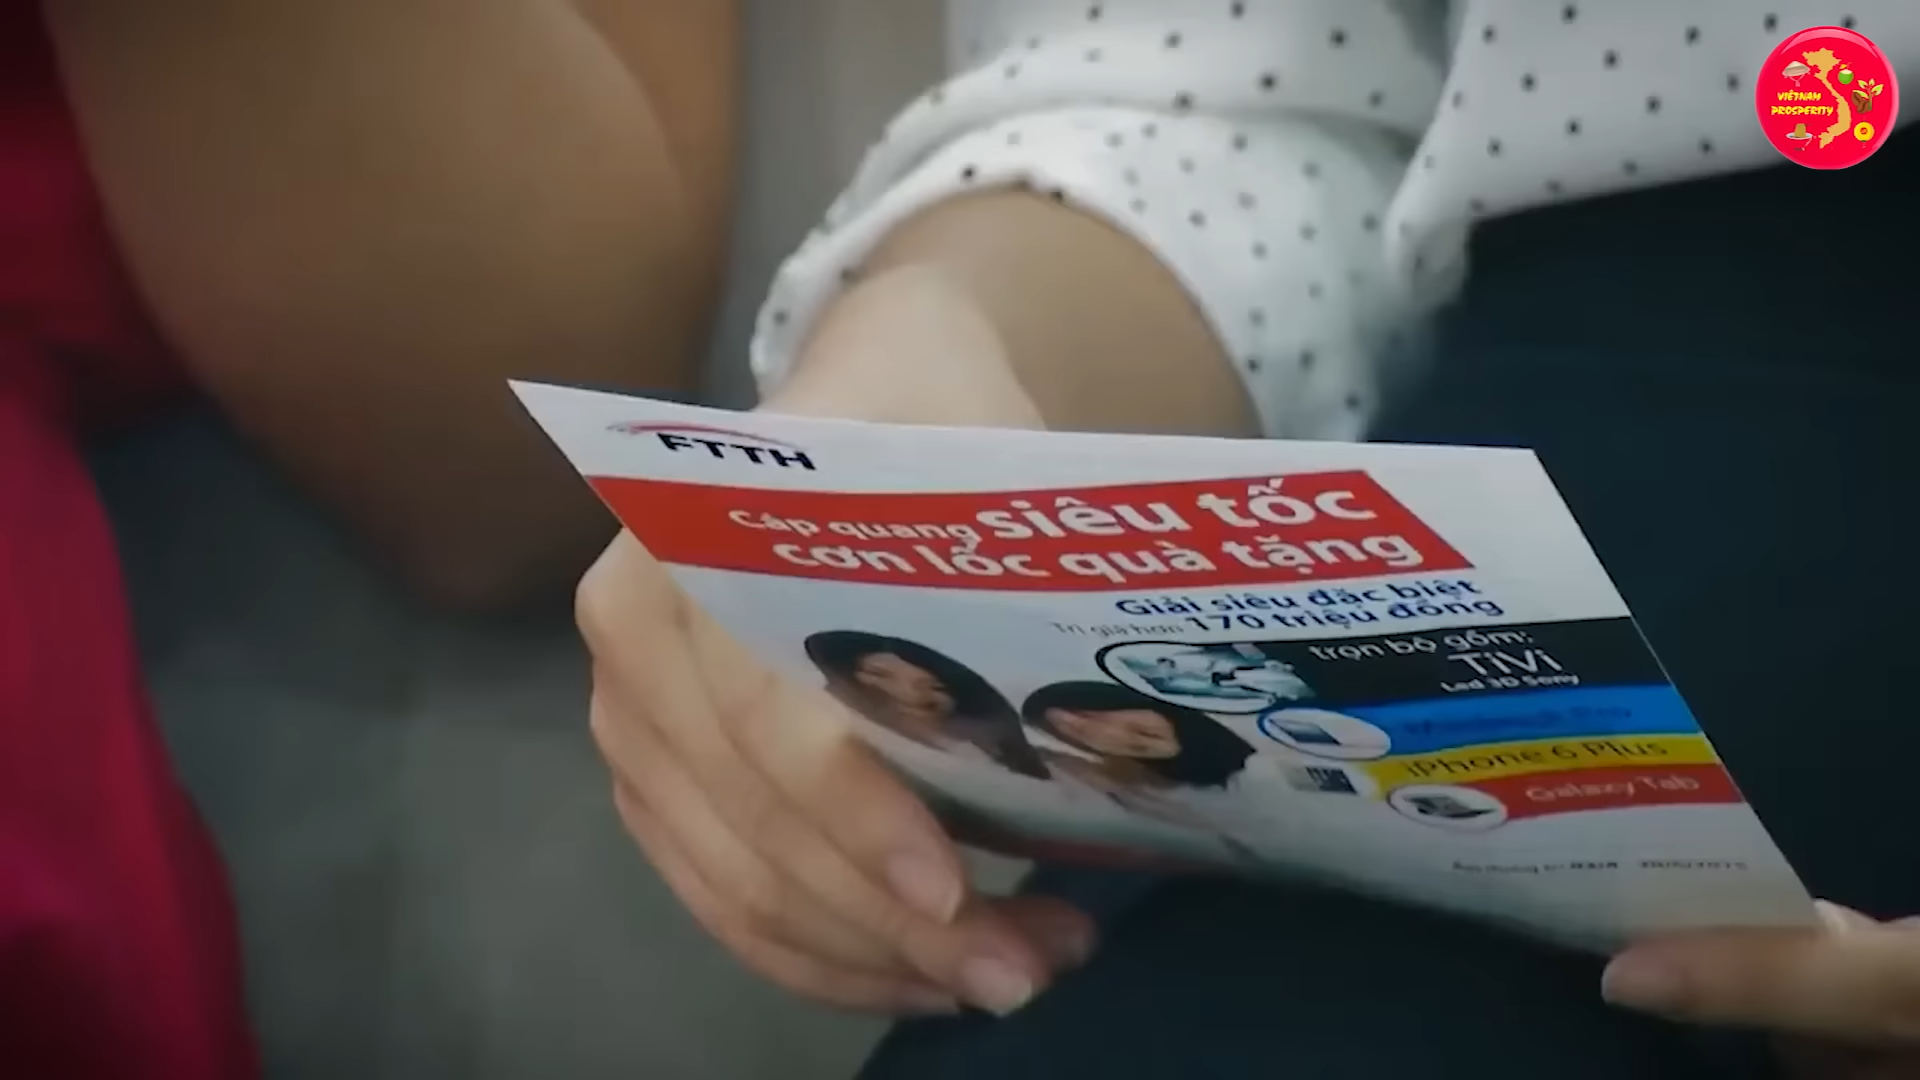 VIETNAM
PROSPERITY
FTTH
Cáp quang siêu tốc
cơn lốc quà tặng
Giải siêu đặc biệt
Trị giá hơn 170 triệu đồng
trọn bộ gồm:
TiVi
Led 3D Sony
iPhone 6 Plus
Galaxy Tab